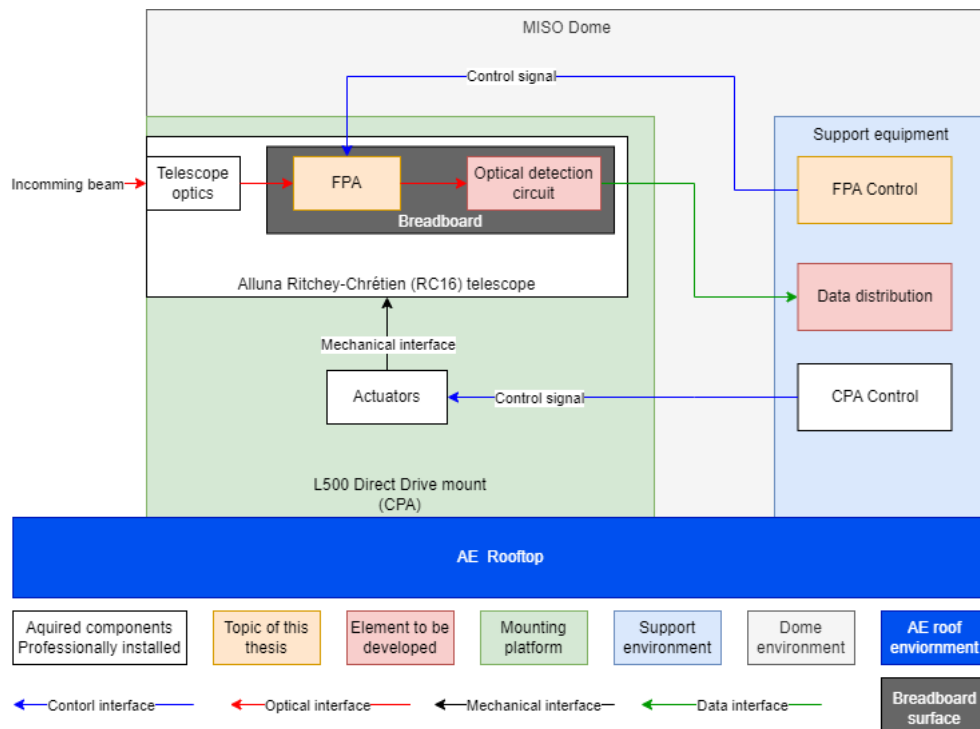 MISO Dome
Control signal
Support equipment
Incomming beam
Telescope
optics
FPA
Optical detection
circuit
Breadboard
FPA Control
Alluna Ritchey-Chrétien (RC16) telescope
Data distribution
Mechanical interface
Actuators
Control signal
CPA Control
L500 Direct Drive mount
(CPA)
AE Rooftop
Aquired components
Professionally installed
Topic of this
thesis
Element to be
developed
Mounting
platform
Support
environment
Dome
environment
AE roof
enviornment
Contorl interface
Optical interface
Mechanical interface
Data interface
Breadboard
surface